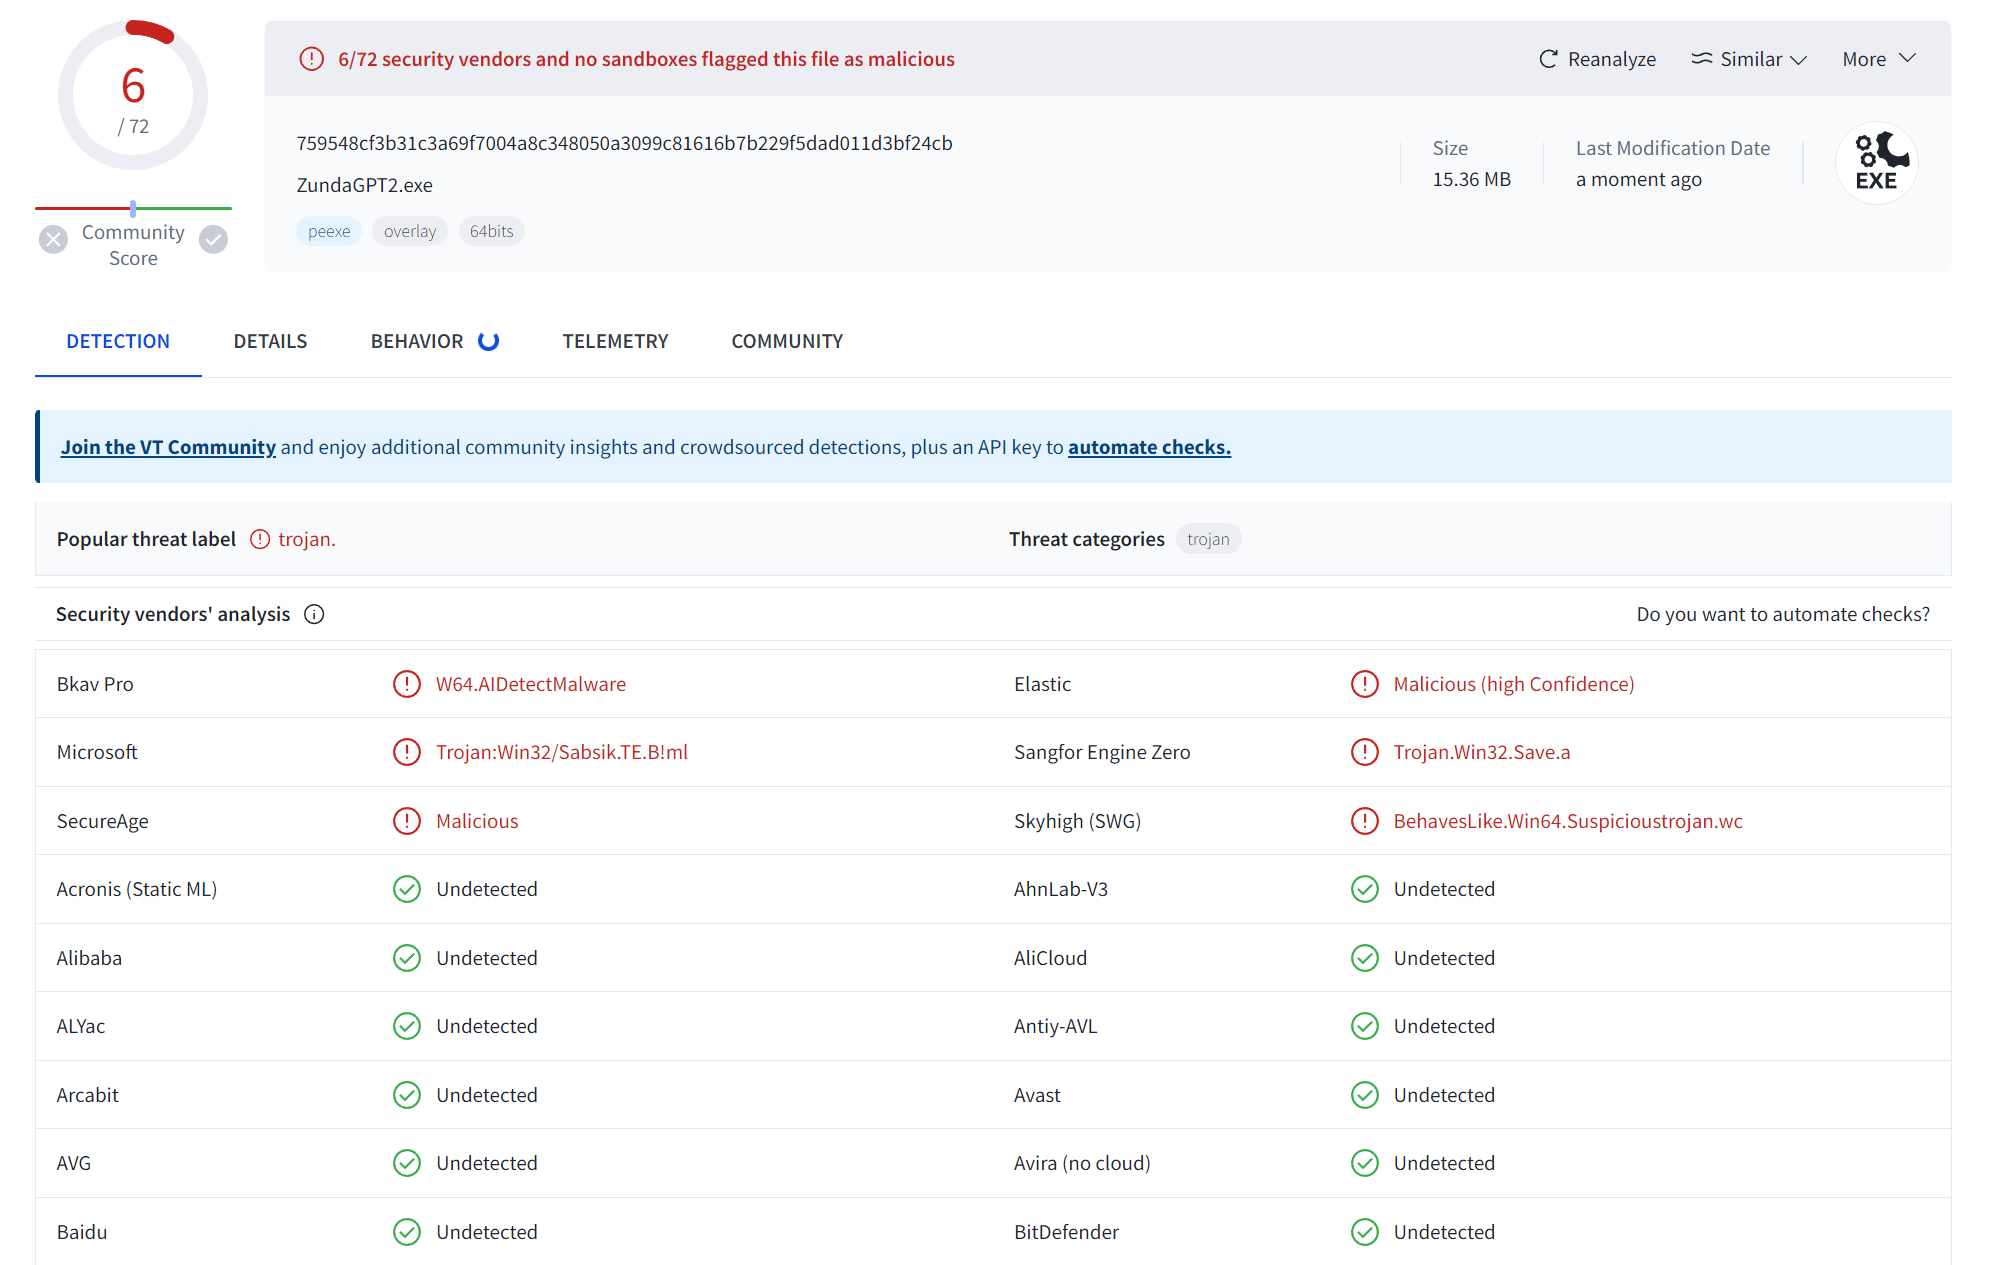 6
/ 72
Community
Score
6/72 security vendors and no sandboxes flagged this file as malicious
Reanalyze Similar More
759548cf3b31c3a69f7004a8c348050a3099c81616b7b229f5dad011d3bf24cb
ZundaGPT2.exe
peexe overlay 64bits
Size
15.36 MB
Last Modification Date
a moment ago
EXE
DETECTION DETAILS BEHAVIOR TELEMETRY COMMUNITY
Join the VT Community and enjoy additional community insights and crowdsourced detections, plus an API key to automate checks.
Popular threat label trojan. Threat categories trojan
Security vendors' analysis Do you want to automate checks?
Bkav Pro W64.AIDetectMalware Elastic Malicious (high Confidence)
Microsoft Trojan:Win32/Sabsik.TE.B!ml Sangfor Engine Zero Trojan.Win32.Save.a
SecureAge Malicious Skyhigh (SWG) BehavesLike.Win64.Suspicioustrojan.wc
Acronis (Static ML) Undetected AhnLab-V3 Undetected
Alibaba Undetected AliCloud Undetected
ALYac Undetected Antiy-AVL Undetected
Arcabit Undetected Avast Undetected
AVG Undetected Avira (no cloud) Undetected
Baidu Undetected BitDefender Undetected